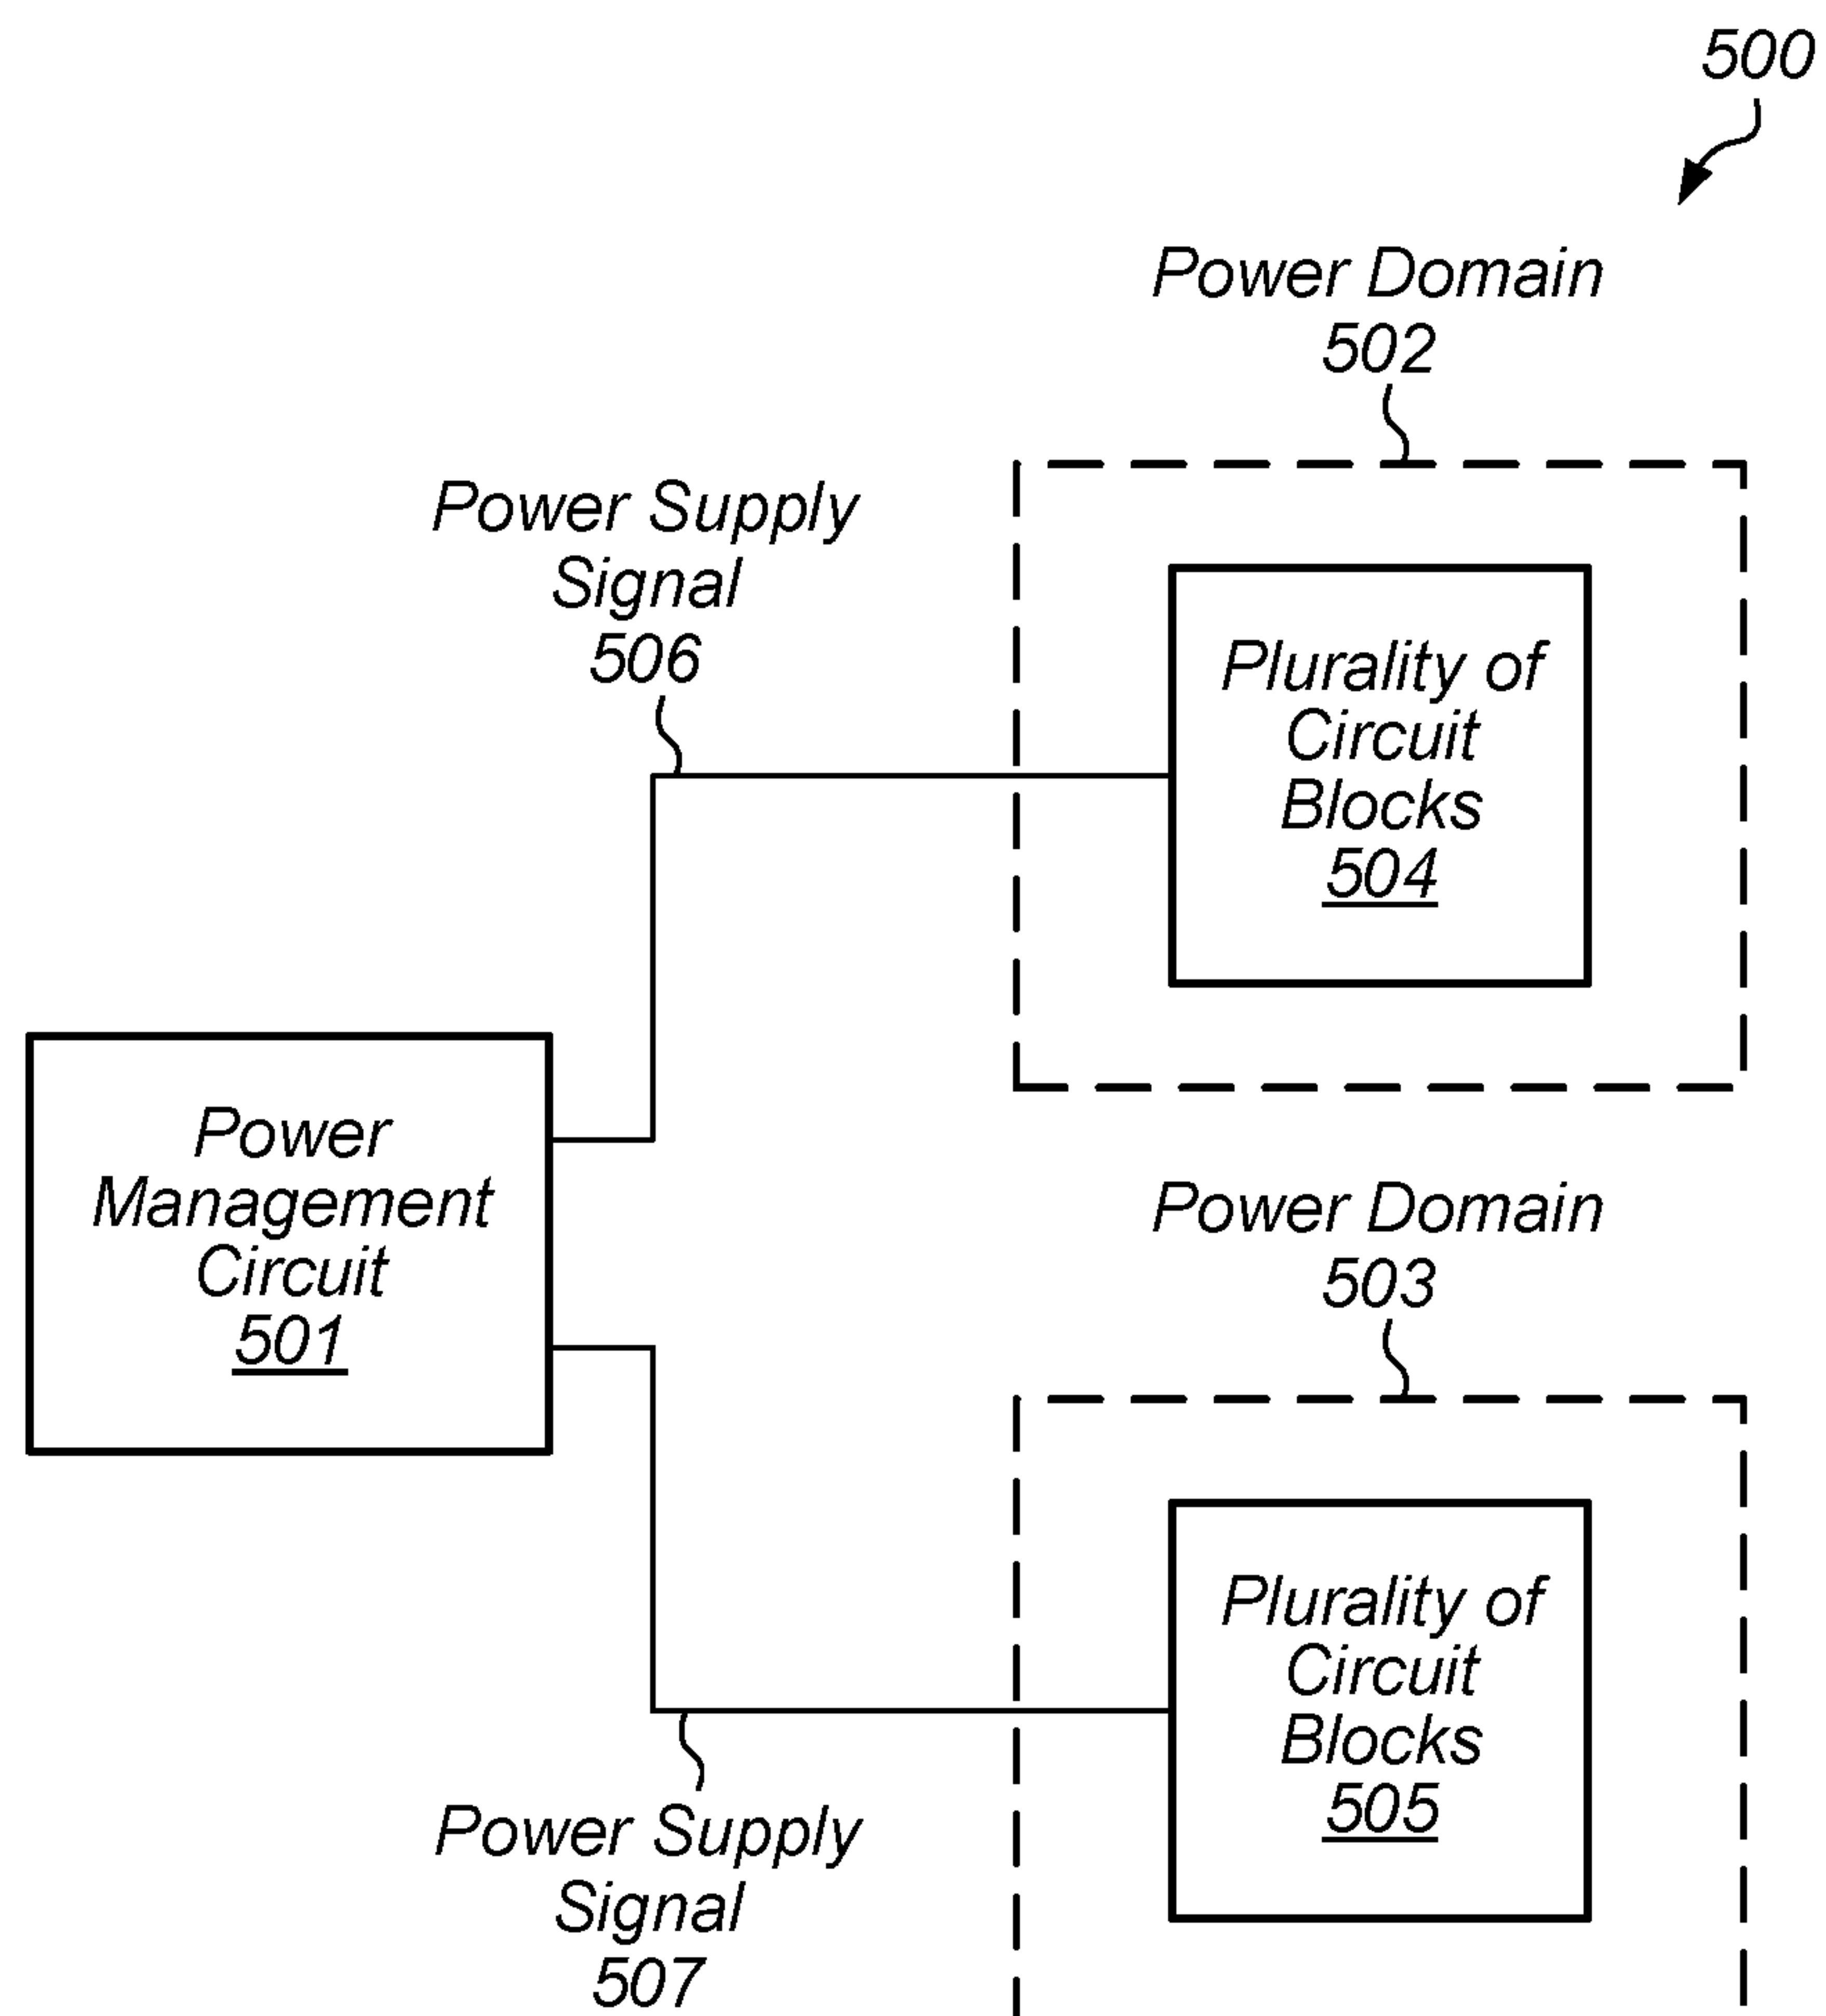 500
Power Domain
502
Power Supply
Signal
506
Plurality of
Circuit
Blocks
504
Power
Management
Circuit
501
Power Domain
503
Plurality of
Circuit
Blocks
505
Power Supply
Signal
507